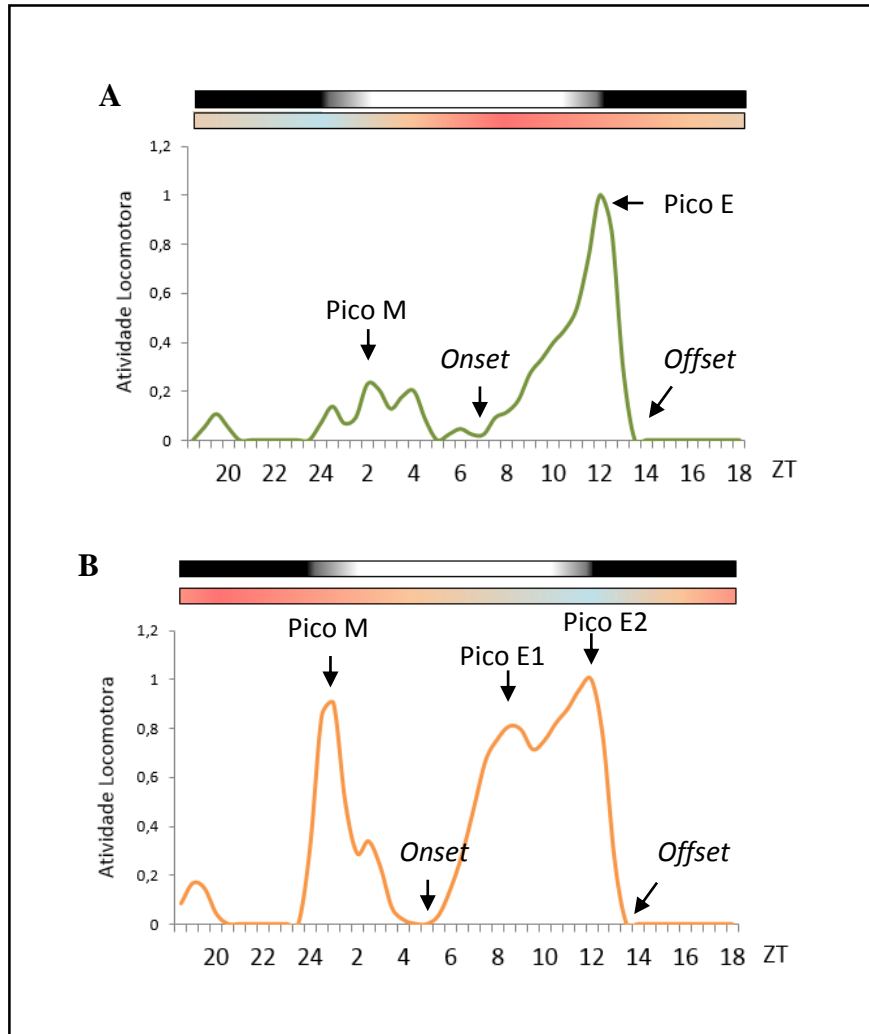 A
1,2
1
0,8
0,6
0,4
0,2
0
Atividade Locomotora
Pico E
Pico M
Onset
Offset
20 22 24 2 4 6 8 10 12 14 16 18 ZT
B
1,2
1
0,8
0,6
0,4
0,2
0
Atividade Locomotora
Pico M
Pico E1
Pico E2
Onset
Offset
20 22 24 2 4 6 8 10 12 14 16 18 ZT